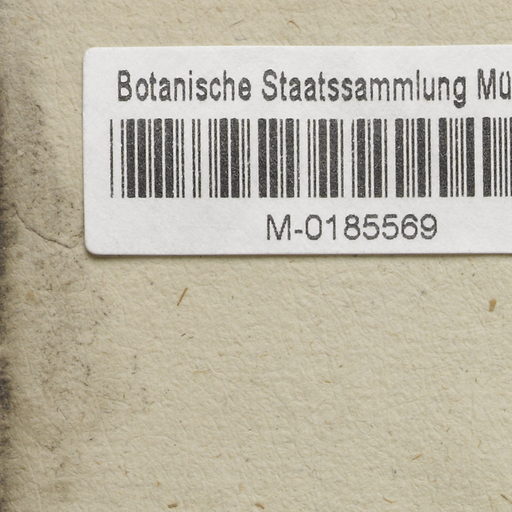 Botanische Staatssammlung Mü
M-0185569